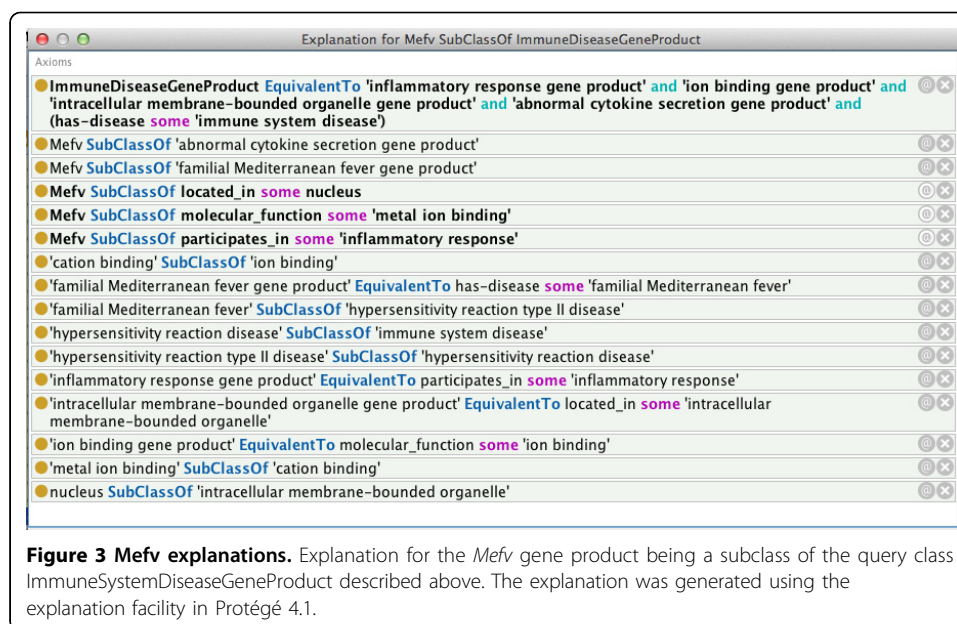 Explanation for Mefv SubClassOf ImmuneDiseaseGeneProduct
Axioms
ImmuneDiseaseGeneProduct EquivalentTo 'inflammatory response gene product' and 'ion binding gene product' and
'intracellular membrane-bounded organelle gene product' and 'abnormal cytokine secretion gene product' and
(has-disease some 'immune system disease')
Mefv SubClassOf 'abnormal cytokine secretion gene product'
Mefv SubClassOf 'familial Mediterranean fever gene product'
Mefv SubClassOf located_in some nucleus
Mefv SubClassOf molecular_function some 'metal ion binding'
Mefv SubClassOf participates_in some 'inflammatory response'
'cation binding' SubClassOf 'ion binding'
'familial Mediterranean fever gene product' EquivalentTo has-disease some 'familial Mediterranean fever'
'familial Mediterranean fever' SubClassOf 'hypersensitivity reaction type II disease'
'hypersensitivity reaction disease' SubClassOf 'immune system disease'
'hypersensitivity reaction type II disease' SubClassOf 'hypersensitivity reaction disease'
'inflammatory response gene product' EquivalentTo participates_in some 'inflammatory response'
'intracellular membrane-bounded organelle gene product' EquivalentTo located_in some 'intracellular
membrane-bounded organelle'
'ion binding gene product' EquivalentTo molecular_function some 'ion binding'
'metal ion binding' SubClassOf 'cation binding'
nucleus SubClassOf 'intracellular membrane-bounded organelle'
Figure 3 Mefv explanations. Explanation for the Mefv gene product being a subclass of the query class
ImmuneSystemDiseaseGeneProduct described above. The explanation was generated using the
explanation facility in Protégé 4.1.